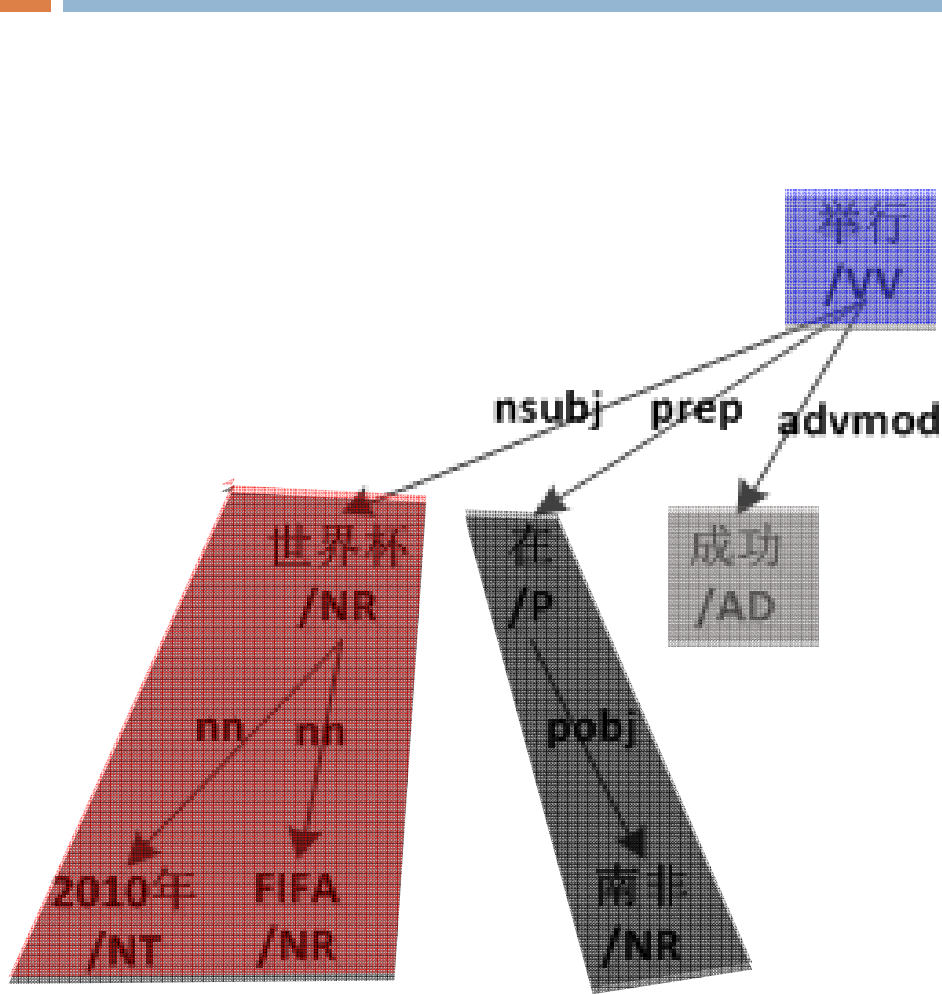 举行
/VV
nsubj
prep
advmod
世界杯
/NR
在
/P
成功
/AD
nn
nn
pobj
2010年
/NT
FIFA
/NR
南非
/NR